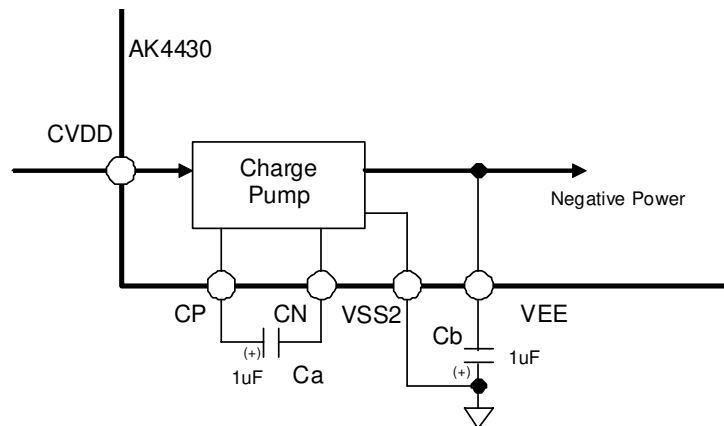 AK4430
CVDD
Charge
Pump
Negative Power
CP
CN
VSS2
VEE
(+)
1uF
Ca
Cb
(+)
1uF